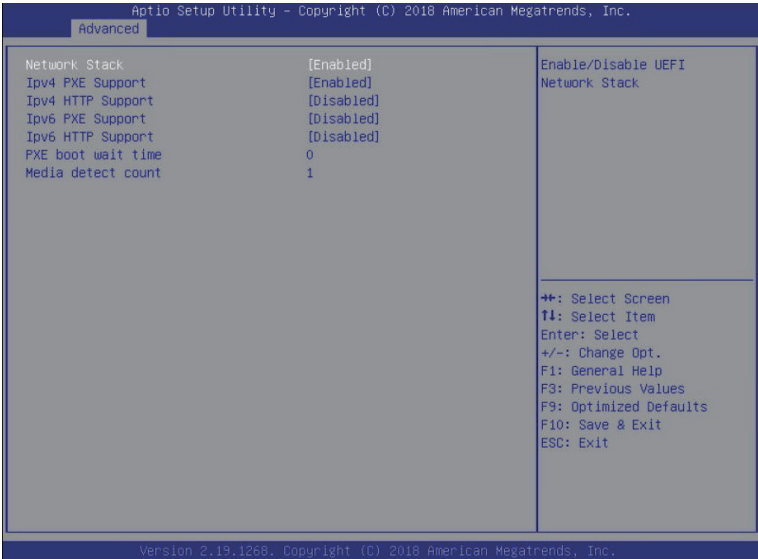 Aptio Setup Utility – Copyright (C) 2018 American Megatrends, Inc.
Advanced
Network Stack [Enabled]
Ipv4 PXE Support [Enabled]
Ipv4 HTTP Support [Disabled]
Ipv6 PXE Support [Disabled]
Ipv6 HTTP Support [Disabled]
PXE boot wait time 0
Media detect count 1
Enable/Disable UEFI
Network Stack
→←: Select Screen
↑↓: Select Item
Enter: Select
+/-: Change Opt.
F1: General Help
F3: Previous Values
F9: Optimized Defaults
F10: Save & Exit
ESC: Exit
Version 2.19.1268. Copyright (C) 2018 American Megatrends, Inc.